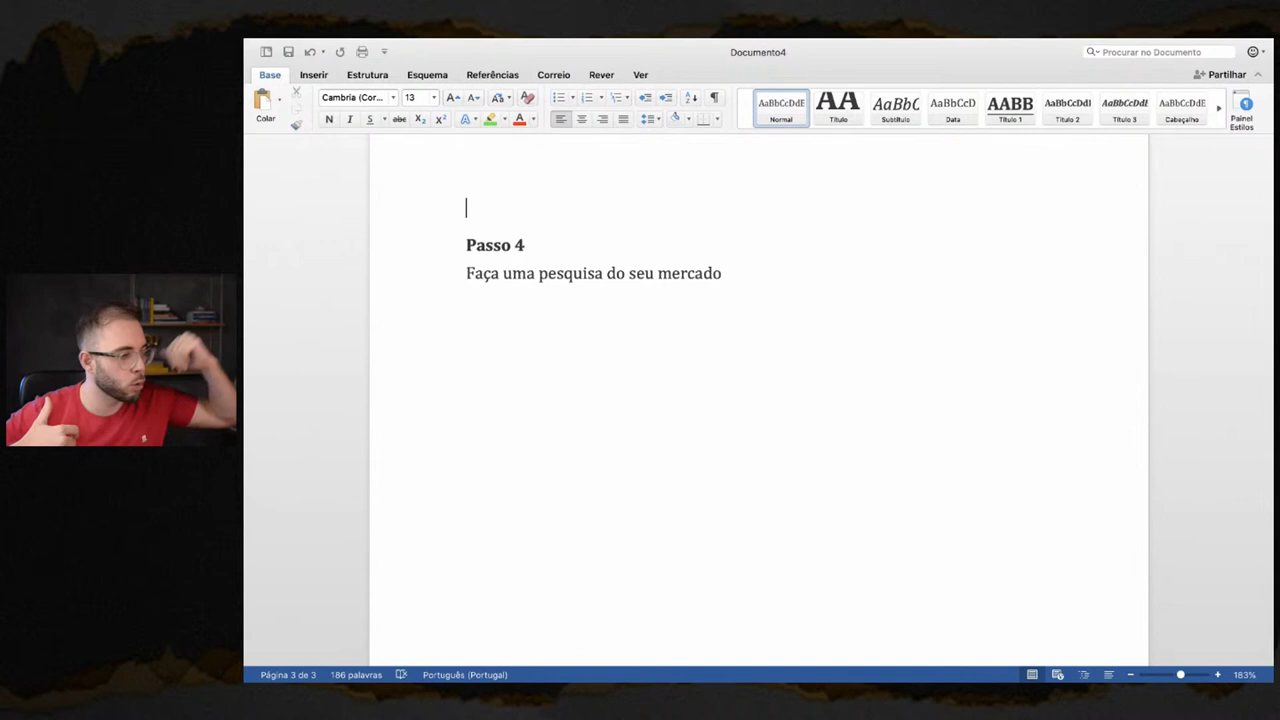 Documento4
Procurar no Documento
Base Inserir Estrutura Esquema Referências Correio Rever Ver
Partilhar
Colar
Cambria (Cor... 13
N I S abc X₂ X²
AaBbCcDdE AA AaBbC AaBbCcD AABB AaBbCcDdI AaBbCcDdI AaBbCcDdE
Normal Título Subtítulo Data Título 1 Título 2 Título 3 Cabeçalho
Painel
Estilos
Passo 4
Faça uma pesquisa do seu mercado
Página 3 de 3 186 palavras Português (Portugal) 183%